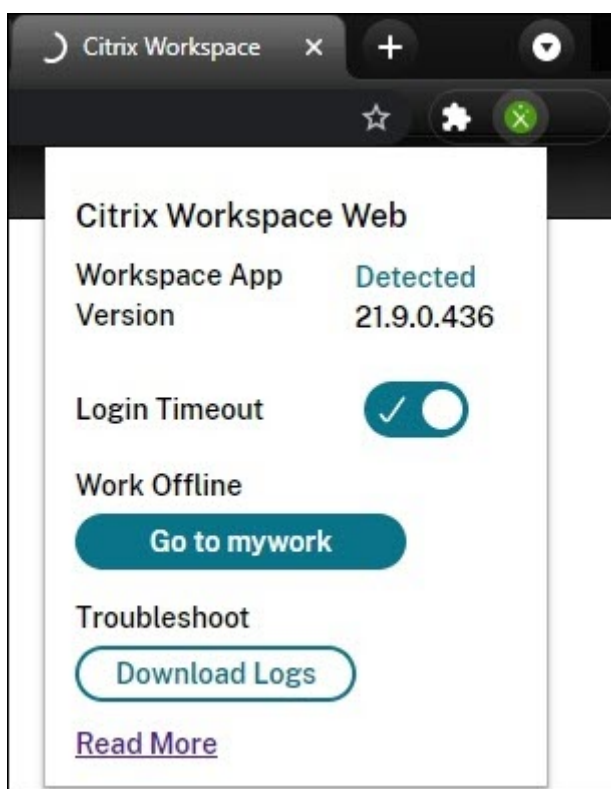 Citrix Workspace
Citrix Workspace Web
Workspace App Detected
Version 21.9.0.436
Login Timeout
Work Offline
Go to mywork
Troubleshoot
Download Logs
Read More